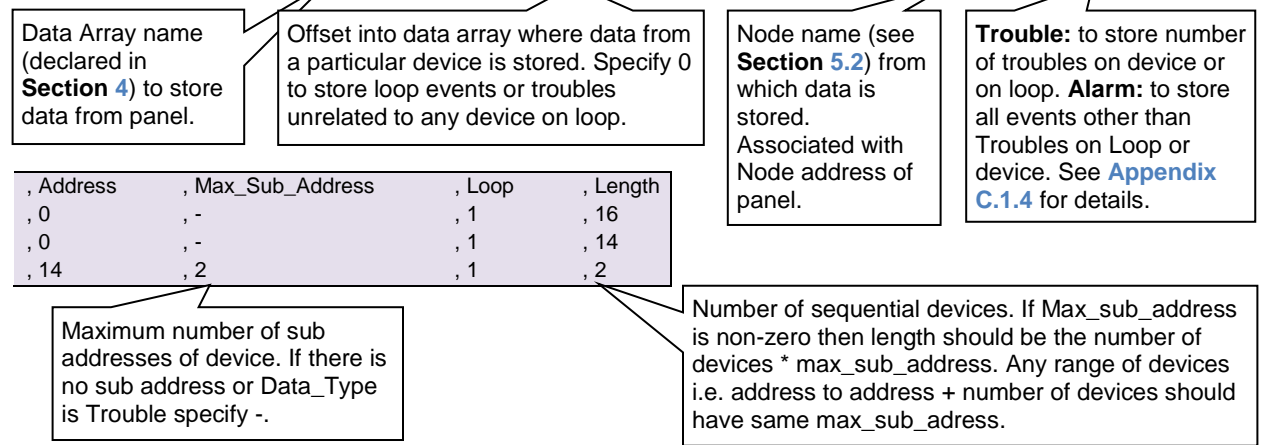 Data Array name
(declared in
Section 4) to store
data from panel.
Offset into data array where data from
a particular device is stored. Specify 0
to store loop events or troubles
unrelated to any device on loop.
Node name (see
Section 5.2) from
which data is
stored.
Associated with
Node address of
panel.
Trouble: to store number
of troubles on device or
on loop. Alarm: to store
all events other than
Troubles on Loop or
device. See Appendix
C.1.4 for details.
, Address , Max_Sub_Address , Loop , Length
, 0 , - , 1 , 16
, 0 , - , 1 , 14
, 14 , 2 , 1 , 2
Maximum number of sub
addresses of device. If there is
no sub address or Data_Type
is Trouble specify -.
Number of sequential devices. If Max_sub_address
is non-zero then length should be the number of
devices * max_sub_address. Any range of devices
i.e. address to address + number of devices should
have same max_sub_adress.